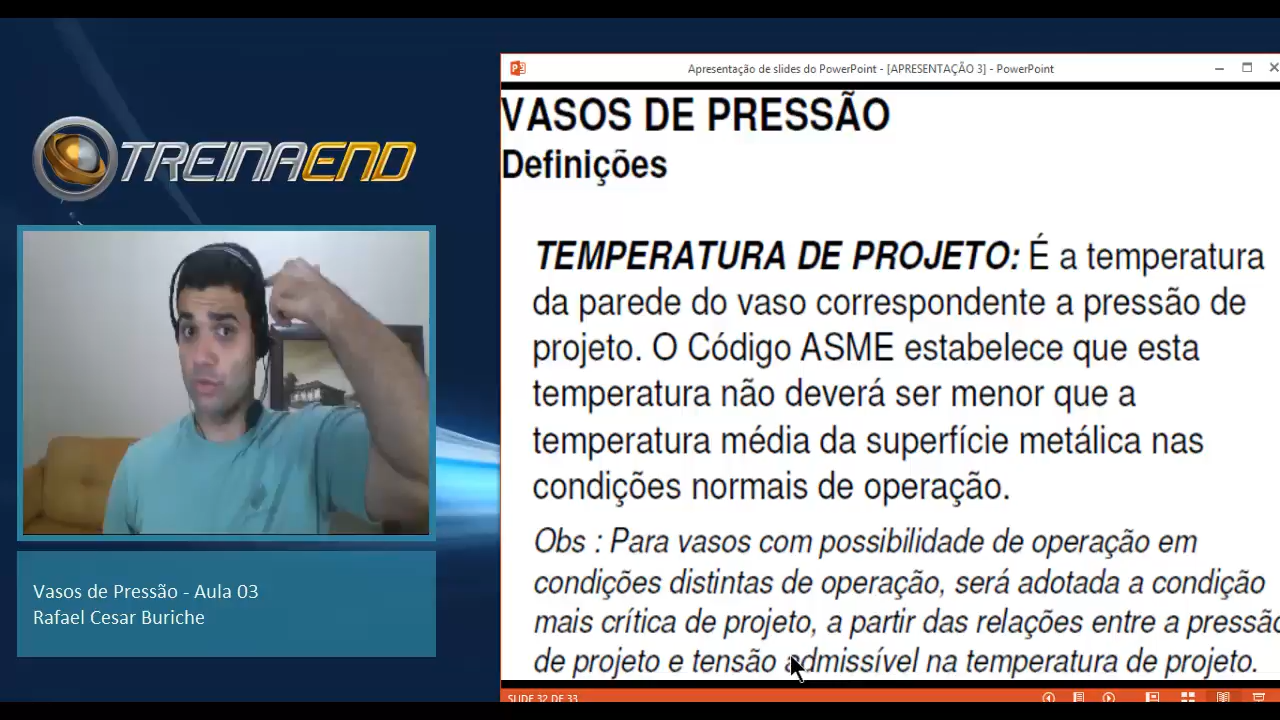 TREINAEND
Vasos de Pressão - Aula 03
Rafael Cesar Buriche
Apresentação de slides do PowerPoint - [APRESENTAÇÃO 3] - PowerPoint
VASOS DE PRESSÃO
Definições
TEMPERATURA DE PROJETO: É a temperatura
da parede do vaso correspondente a pressão de
projeto. O Código ASME estabelece que esta
temperatura não deverá ser menor que a
temperatura média da superfície metálica nas
condições normais de operação.
Obs : Para vasos com possibilidade de operação em
condições distintas de operação, será adotada a condição
mais crítica de projeto, a partir das relações entre a pressão
de projeto e tensão admissível na temperatura de projeto.
SLIDE 32 DE 33